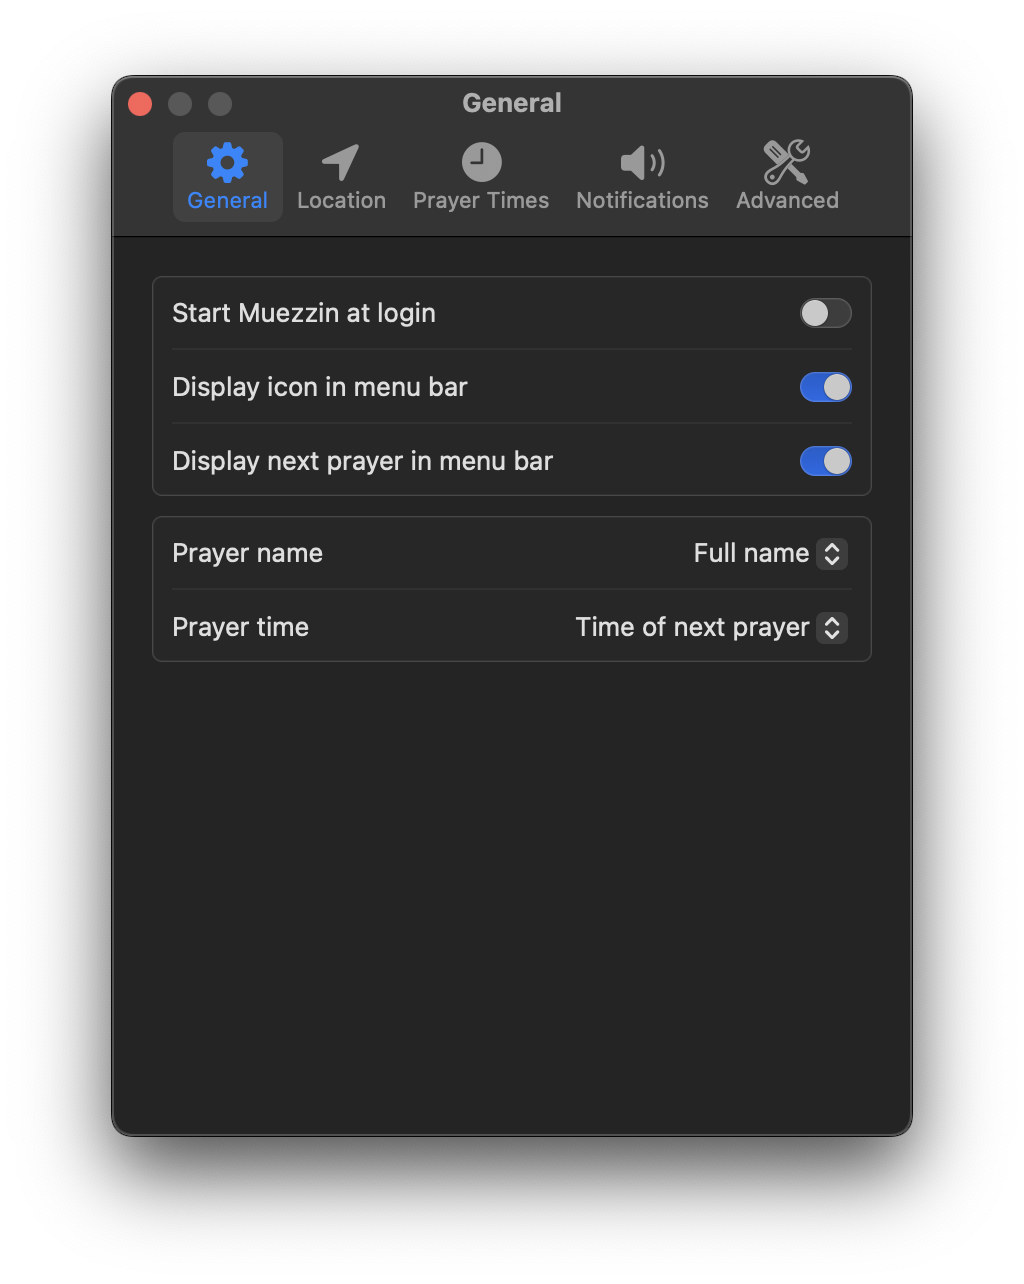 General
General
Location
Prayer Times
Notifications
Advanced
Start Muezzin at login
Display icon in menu bar
Display next prayer in menu bar
Prayer name Full name
Prayer time Time of next prayer